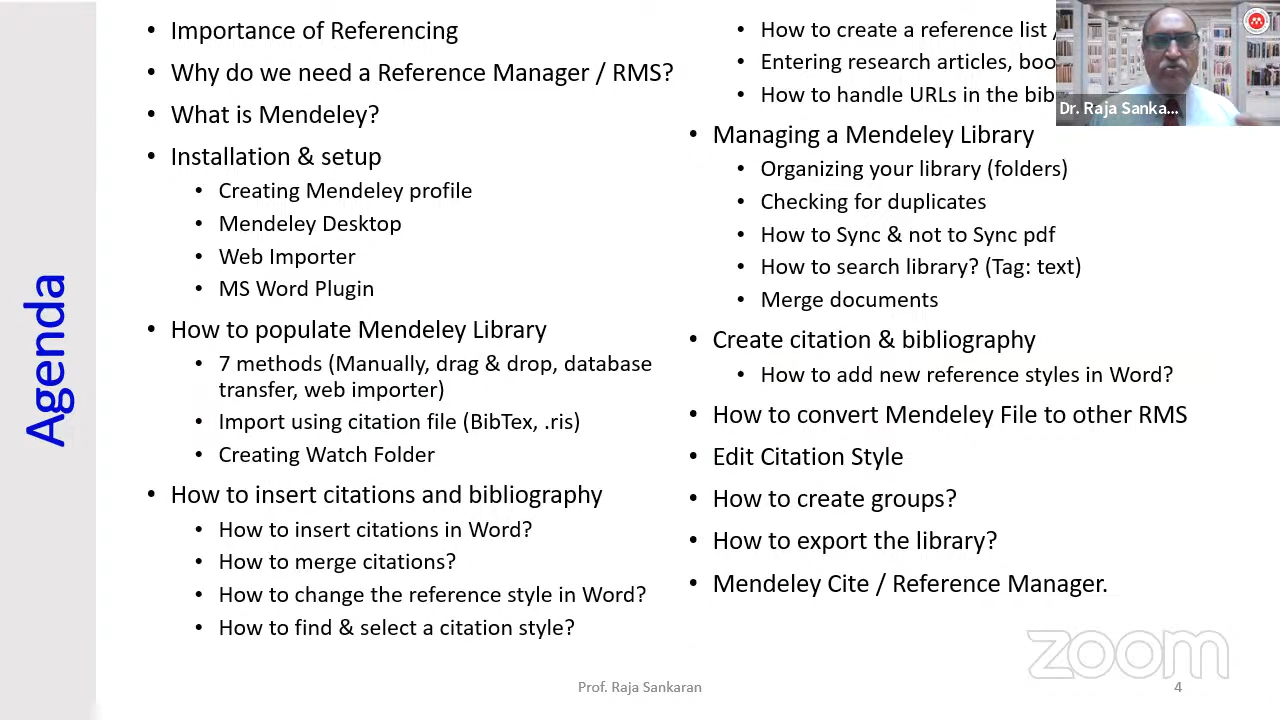 Agenda
• Importance of Referencing
• Why do we need a Reference Manager / RMS?
• What is Mendeley?
• Installation & setup
• Creating Mendeley profile
• Mendeley Desktop
• Web Importer
• MS Word Plugin
• How to populate Mendeley Library
• 7 methods (Manually, drag & drop, database
transfer, web importer)
• Import using citation file (BibTex, .ris)
• Creating Watch Folder
• How to insert citations and bibliography
• How to insert citations in Word?
• How to merge citations?
• How to change the reference style in Word?
• How to find & select a citation style?
• How to create a reference list /
• Entering research articles,
• How to handle URLs in the
• Managing a Mendeley Library
• Organizing your library (folders)
• Checking for duplicates
• How to Sync & not to Sync pdf
• How to search library? (Tag: text)
• Merge documents
• Create citation & bibliography
• How to add new reference styles in Word?
• How to convert Mendeley File to other RMS
• Edit Citation Style
• How to create groups?
• How to export the library?
• Mendeley Cite / Reference Manager.
Dr. Raja Sanka...
zoom
Prof. Raja Sankaran
4